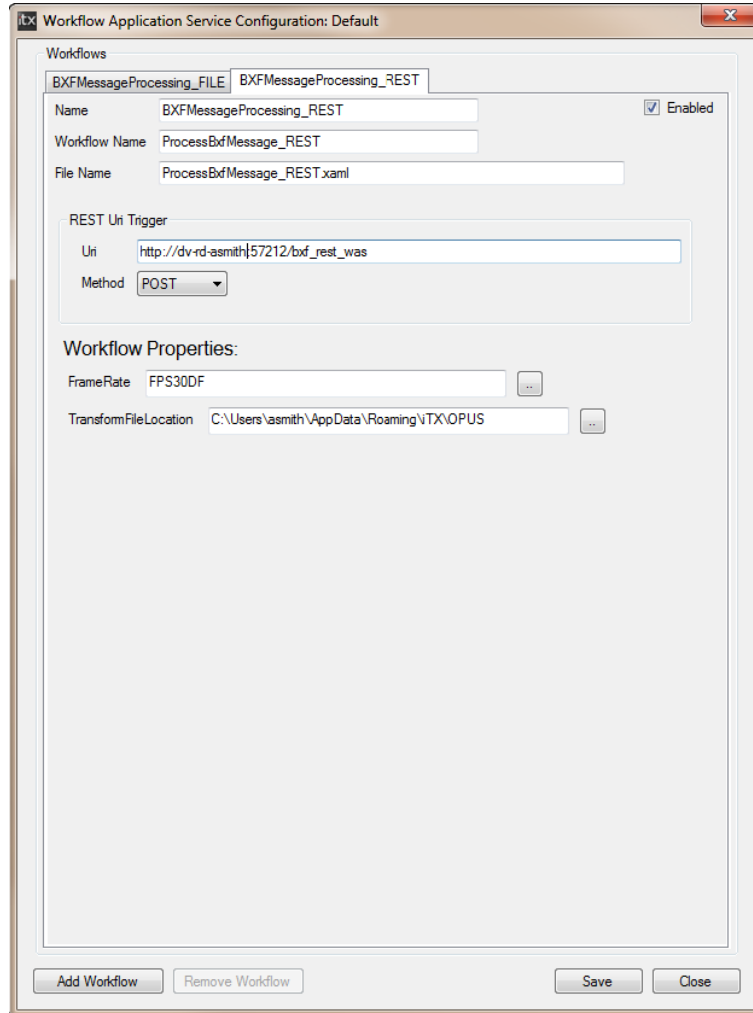 itx Workflow Application Service Configuration: Default
Workflows
BXFMessageProcessing_FILE BXFMessageProcessing_REST
Name BXFMessageProcessing_REST Enabled
Workflow Name ProcessBxfMessage_REST
File Name ProcessBxfMessage_REST.xaml
REST Uri Trigger
Uri http://dv-rd-asmith:57212/bxf_rest_was
Method POST
Workflow Properties:
FrameRate FPS30DF ..
TransformFileLocation C:\Users\asmith\AppData\Roaming\iTX\OPUS ..
Add Workflow Remove Workflow Save Close